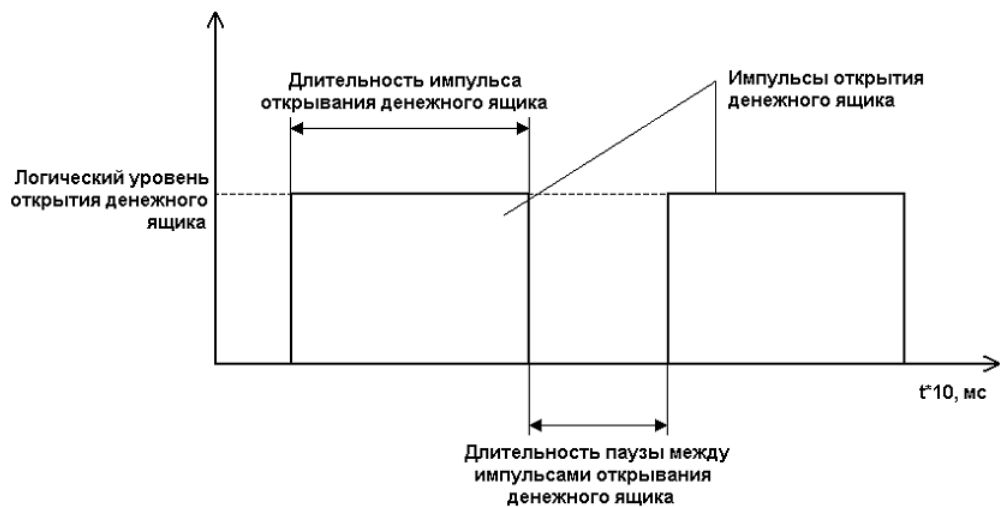 Длительность импульса
открывания денежного ящика
Импульсы открытия
денежного ящика
Логический уровень
открытия денежного
ящика
t*10, мс
Длительность паузы между
импульсами открывания
денежного ящика